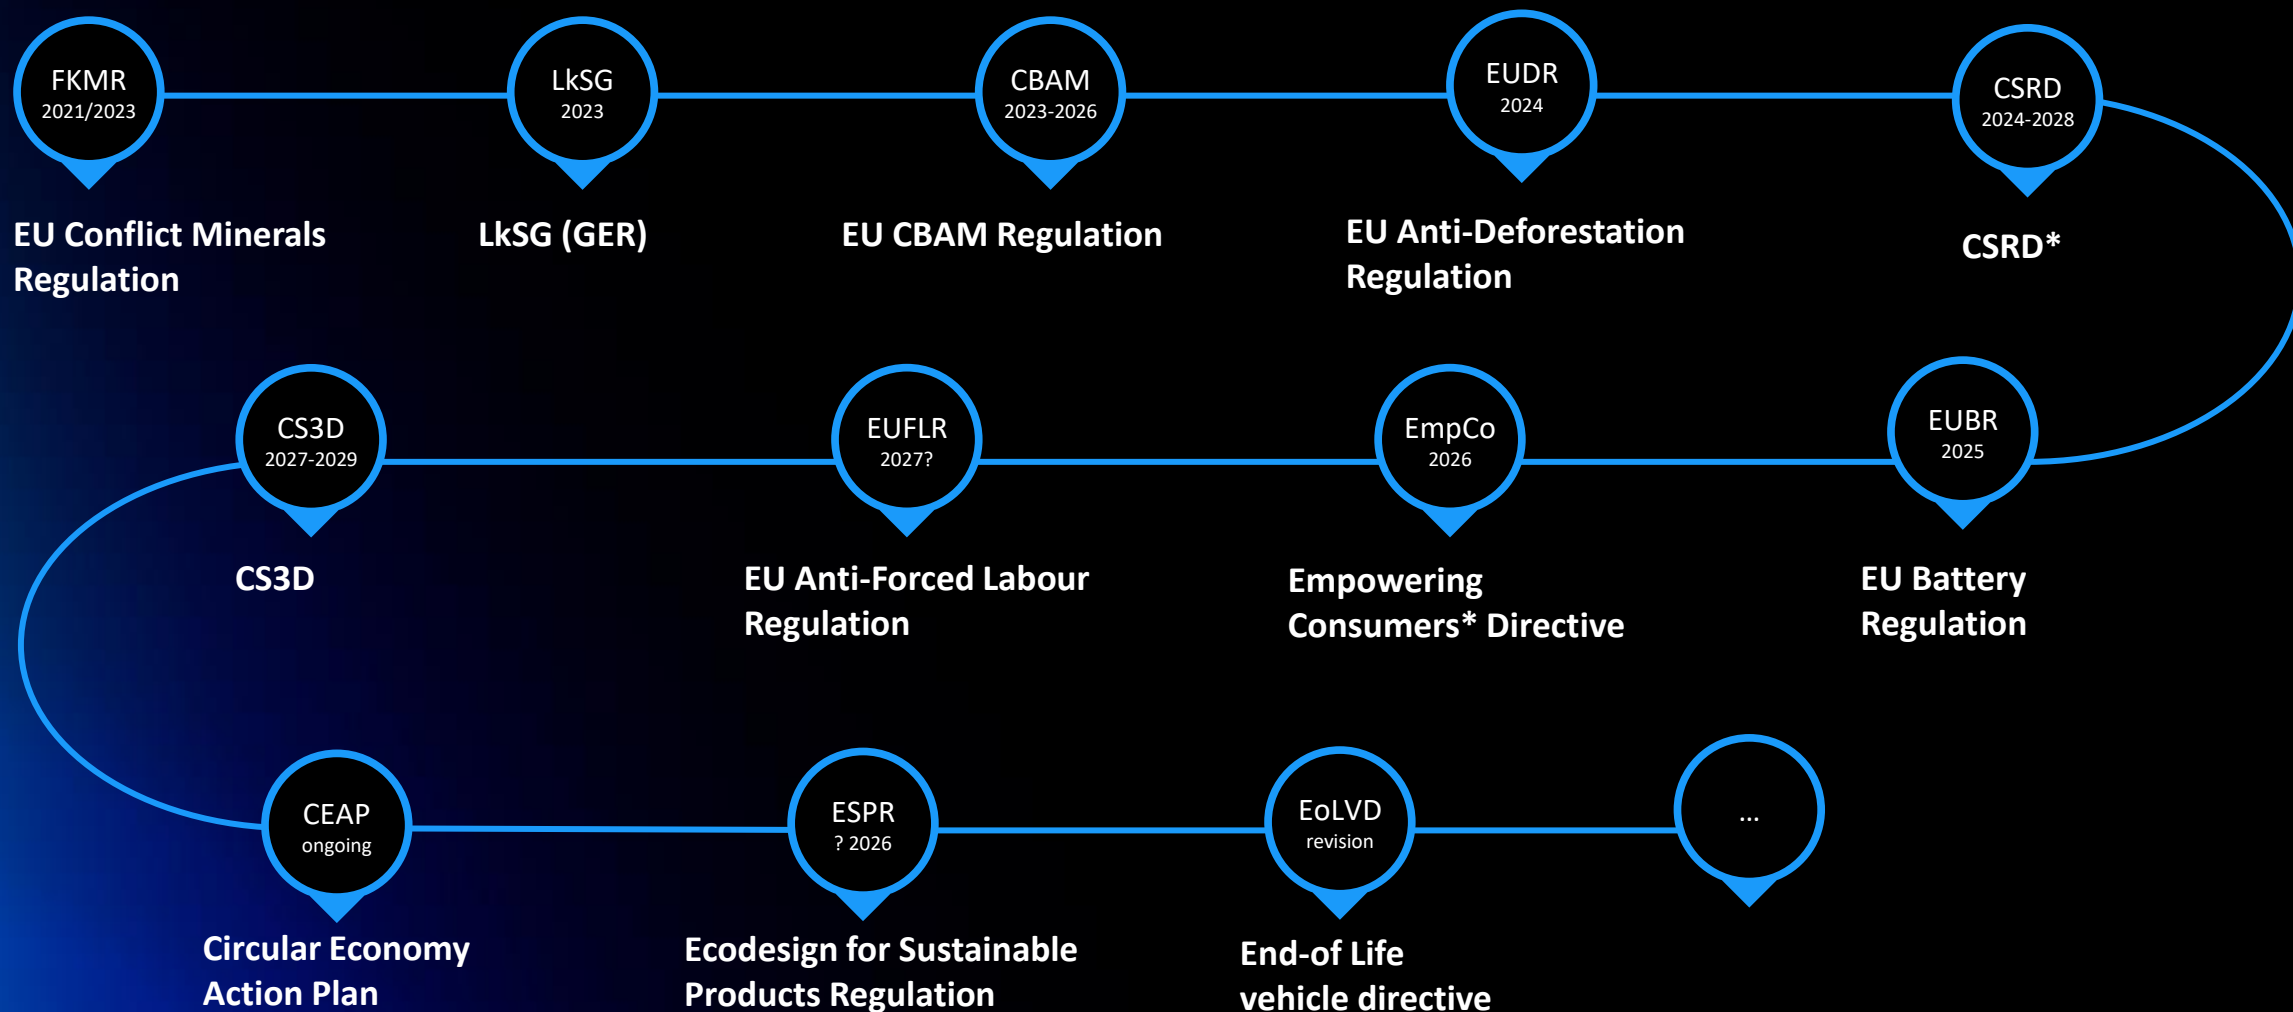 FKMR
2021/2023
LkSG
2023
CBAM
2023-2026
EUDR
2024
CSRD
2024-2028
EU Conflict Minerals
Regulation
LkSG (GER)
EU CBAM Regulation
EU Anti-Deforestation
Regulation
CSRD*
CS3D
2027-2029
EUFLR
2027?
EmpCo
2026
EUBR
2025
CS3D
EU Anti-Forced Labour
Regulation
Empowering
Consumers* Directive
EU Battery
Regulation
CEAP
ongoing
ESPR
? 2026
EoLVD
revision
...
Circular Economy
Action Plan
Ecodesign for Sustainable
Products Regulation
End-of Life
vehicle directive